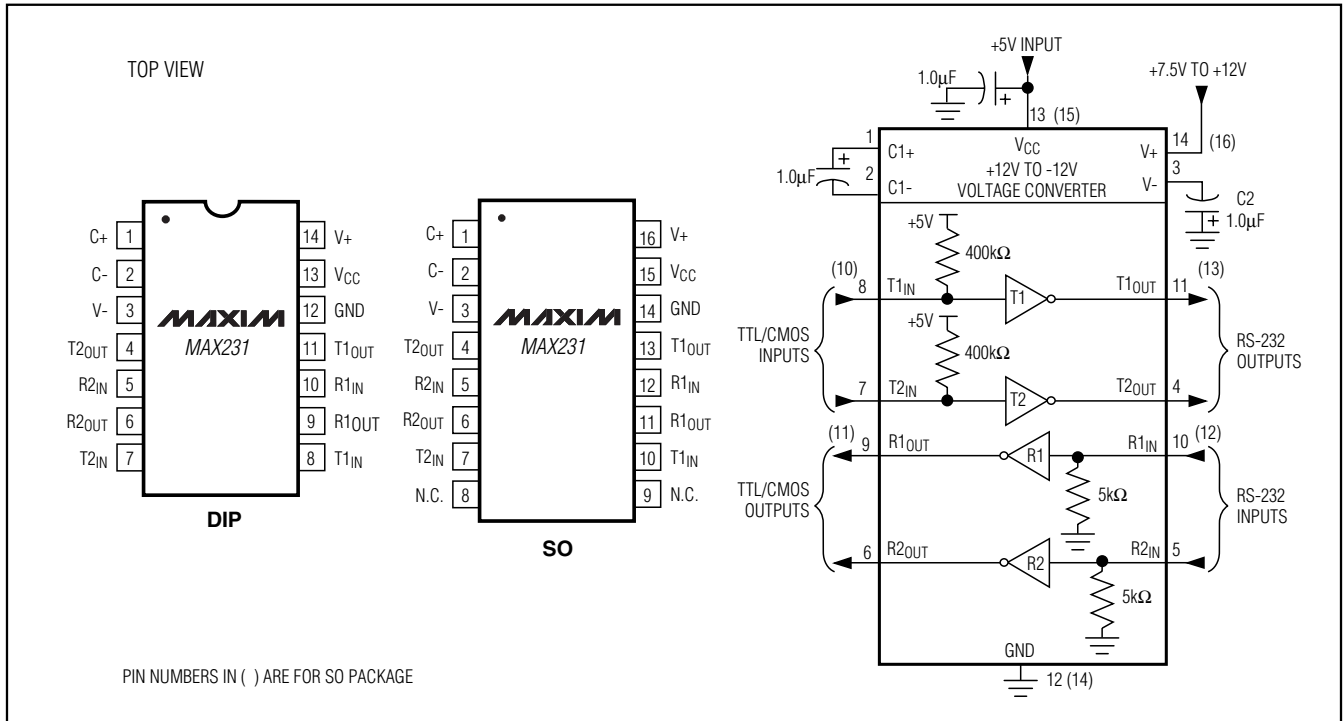 TOP VIEW
C+ 1
C- 2
V- 3
T2OUT 4
R2IN 5
R2OUT 6
T2IN 7
14 V+
13 VCC
12 GND
11 T1OUT
10 R1IN
9 R1OUT
8 T1IN
MAXIM
MAX231
DIP
C+ 1
C- 2
V- 3
T2OUT 4
R2IN 5
R2OUT 6
T2IN 7
N.C. 8
16 V+
15 VCC
14 GND
13 T1OUT
12 R1IN
11 R1OUT
10 T1IN
9 N.C.
MAXIM
MAX231
SO
PIN NUMBERS IN ( ) ARE FOR SO PACKAGE
+5V INPUT
1.0μF
+
+7.5V TO +12V
13 (15)
1
C1+
VCC
V+
14 (16)
+
1.0μF
2
C1-
+12V TO -12V
VOLTAGE CONVERTER
V-
3
C2
+ 1.0μF
+5V
400kΩ
(10)
8
T1IN
T1
T1OUT
11
(13)
+5V
400kΩ
TTL/CMOS
INPUTS
RS-232
OUTPUTS
7
T2IN
T2
T2OUT
4
(11)
9
R1OUT
R1
R1IN
10
(12)
5kΩ
TTL/CMOS
OUTPUTS
RS-232
INPUTS
6
R2OUT
R2
R2IN
5
5kΩ
GND
12 (14)